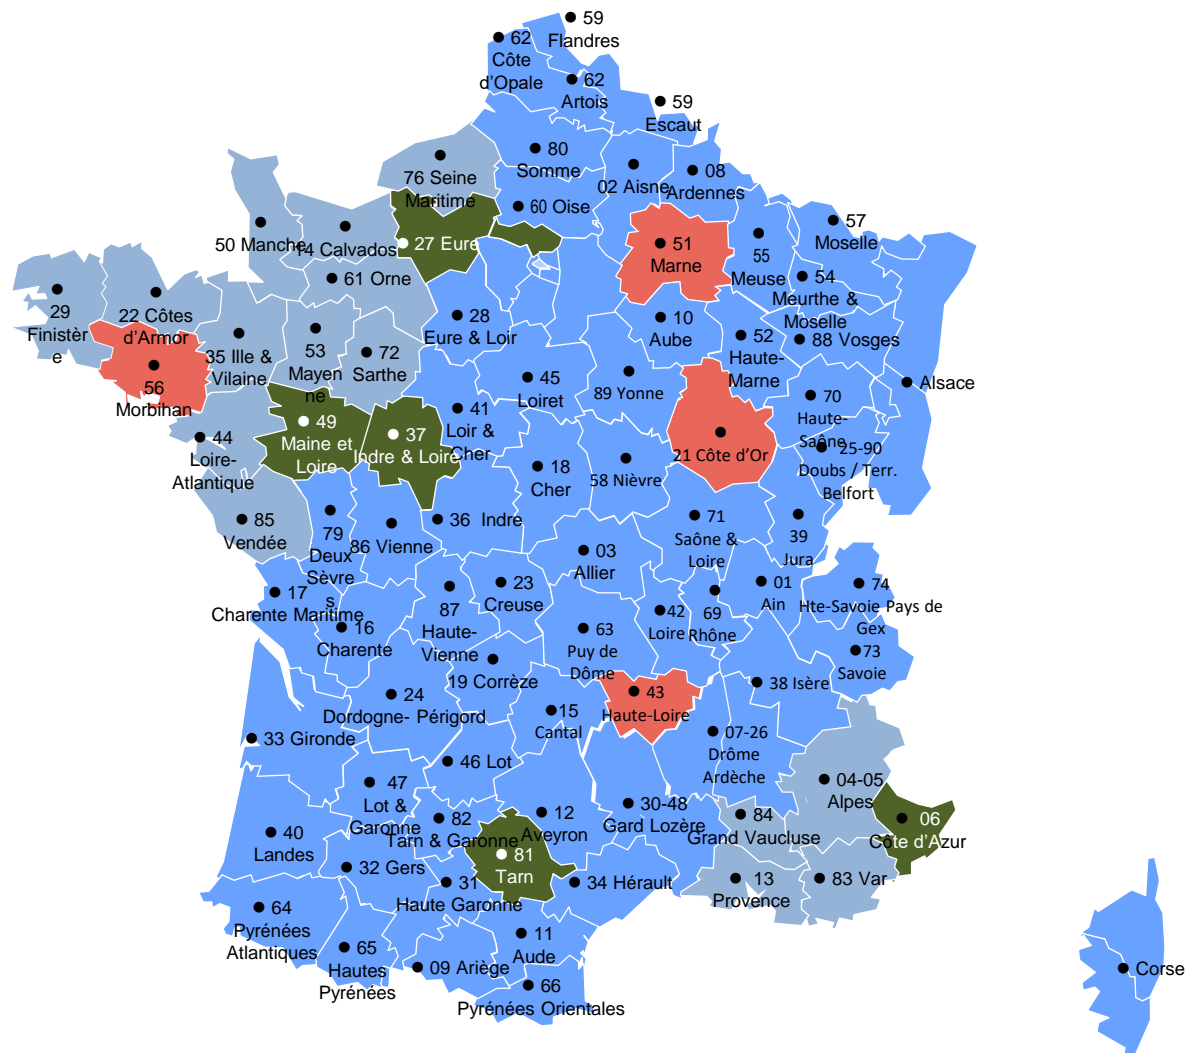 59
Flandres
62
Côte
d'Opale
62
Artois
59
Escaut
80
Somme
76 Seine
Maritime
02 Aisne
08
Ardennes
60 Oise
57
Moselle
50 Manche
14 Calvados
27 Eure
51
Marne
55
Meuse
54
Meurthe &
Moselle
61 Orne
29
Finistèr
e
22 Côtes
d'Armor
28
Eure & Loir
10
Aube
52
Haute-
Marne
88 Vosges
35 Ille &
Vilaine
53
Mayen
ne
72
Sarthe
56
Morbihan
45
Loiret
89 Yonne
Alsace
70
Haute-
Saône
41
Loir &
Cher
49
Maine et
Loire
37
Indre & Loire
44
Loire-
Atlantique
21 Côte d'Or
25-90
Doubs / Terr.
Belfort
18
Cher
58 Nièvre
85
Vendée
79
Deux
Sèvre
s
86 Vienne
36 Indre
71
Saône &
Loire
39
Jura
03
Allier
17
Charente Maritime
87
Haute-
Vienne
23
Creuse
01
Ain
74
Hte-Savoie Pays de
Gex
42
Loire
69
Rhône
16
Charente
63
Puy de
Dôme
73
Savoie
19 Corrèze
38 Isère
24
Dordogne- Périgord
43
Haute-Loire
15
Cantal
33 Gironde
07-26
Drôme
Ardèche
46 Lot
47
Lot &
Garonne
04-05
Alpes
30-48
Gard Lozère
84
Grand Vaucluse
06
Côte d'Azur
40
Landes
82
Tarn & Garonne
12
Aveyron
81
Tarn
32 Gers
31
Haute Garonne
34 Hérault
13
Provence
83 Var
64
Pyrénées
Atlantiques
65
Hautes
Pyrénées
09 Ariège
11
Aude
66
Pyrénées Orientales
Corse